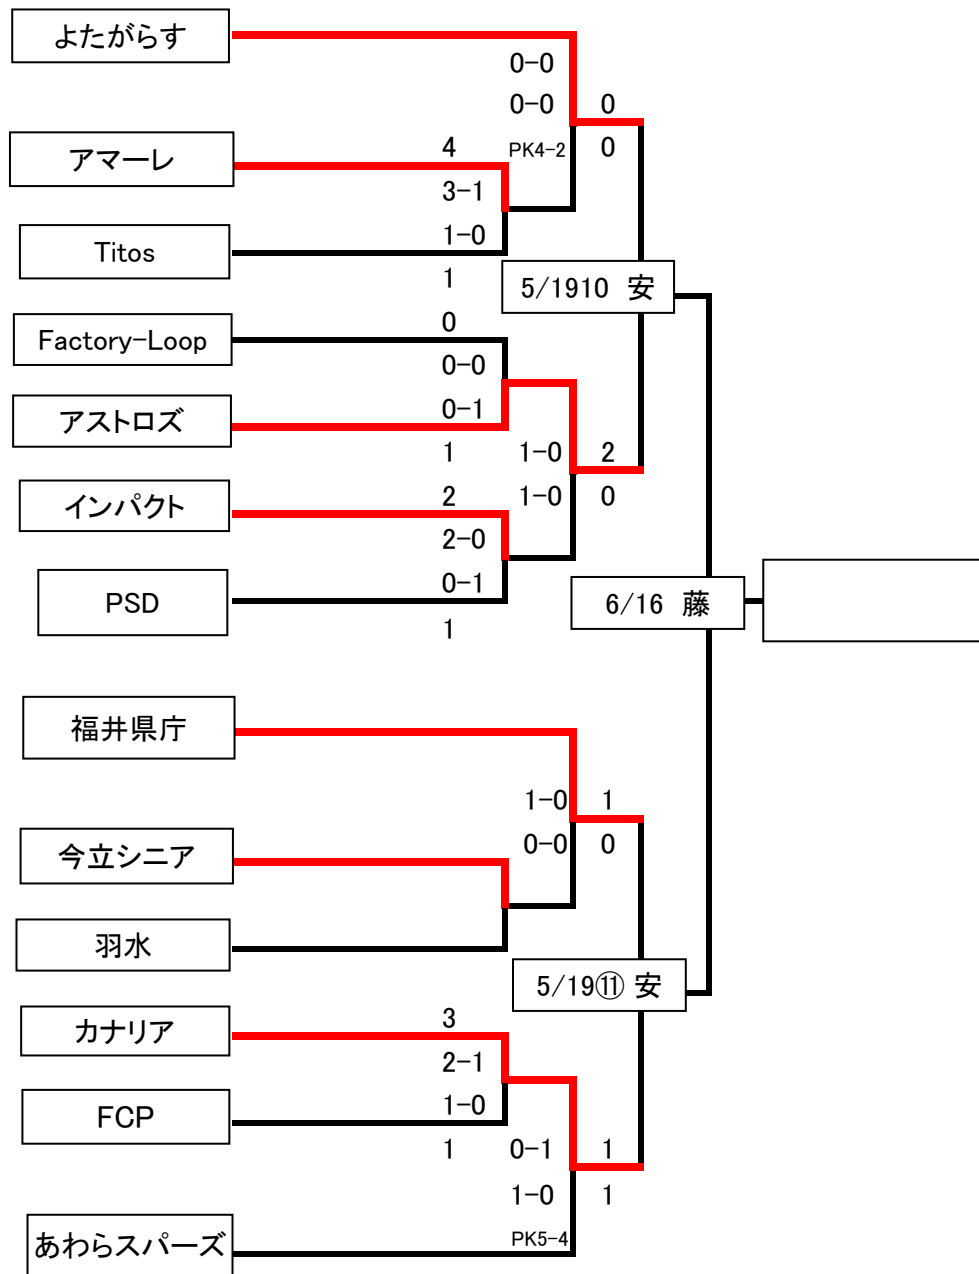 よたがらす
0-0
0-0 0
アマーレ 4 PK4-2 0
3-1
1-0
Titos
1 5/1910 安
0
Factory-Loop
0-0
0-1
アストロズ
1 1-0 2
インパクト 2 1-0 0
2-0
0-1
PSD 6/16 藤
1
福井県庁
1-0 1
0-0 0
今立シニア
羽水
5/19⑪ 安
カナリア 3
2-1
1-0
FCP
1 0-1 1
1-0 1
あわらスパーズ PK5-4